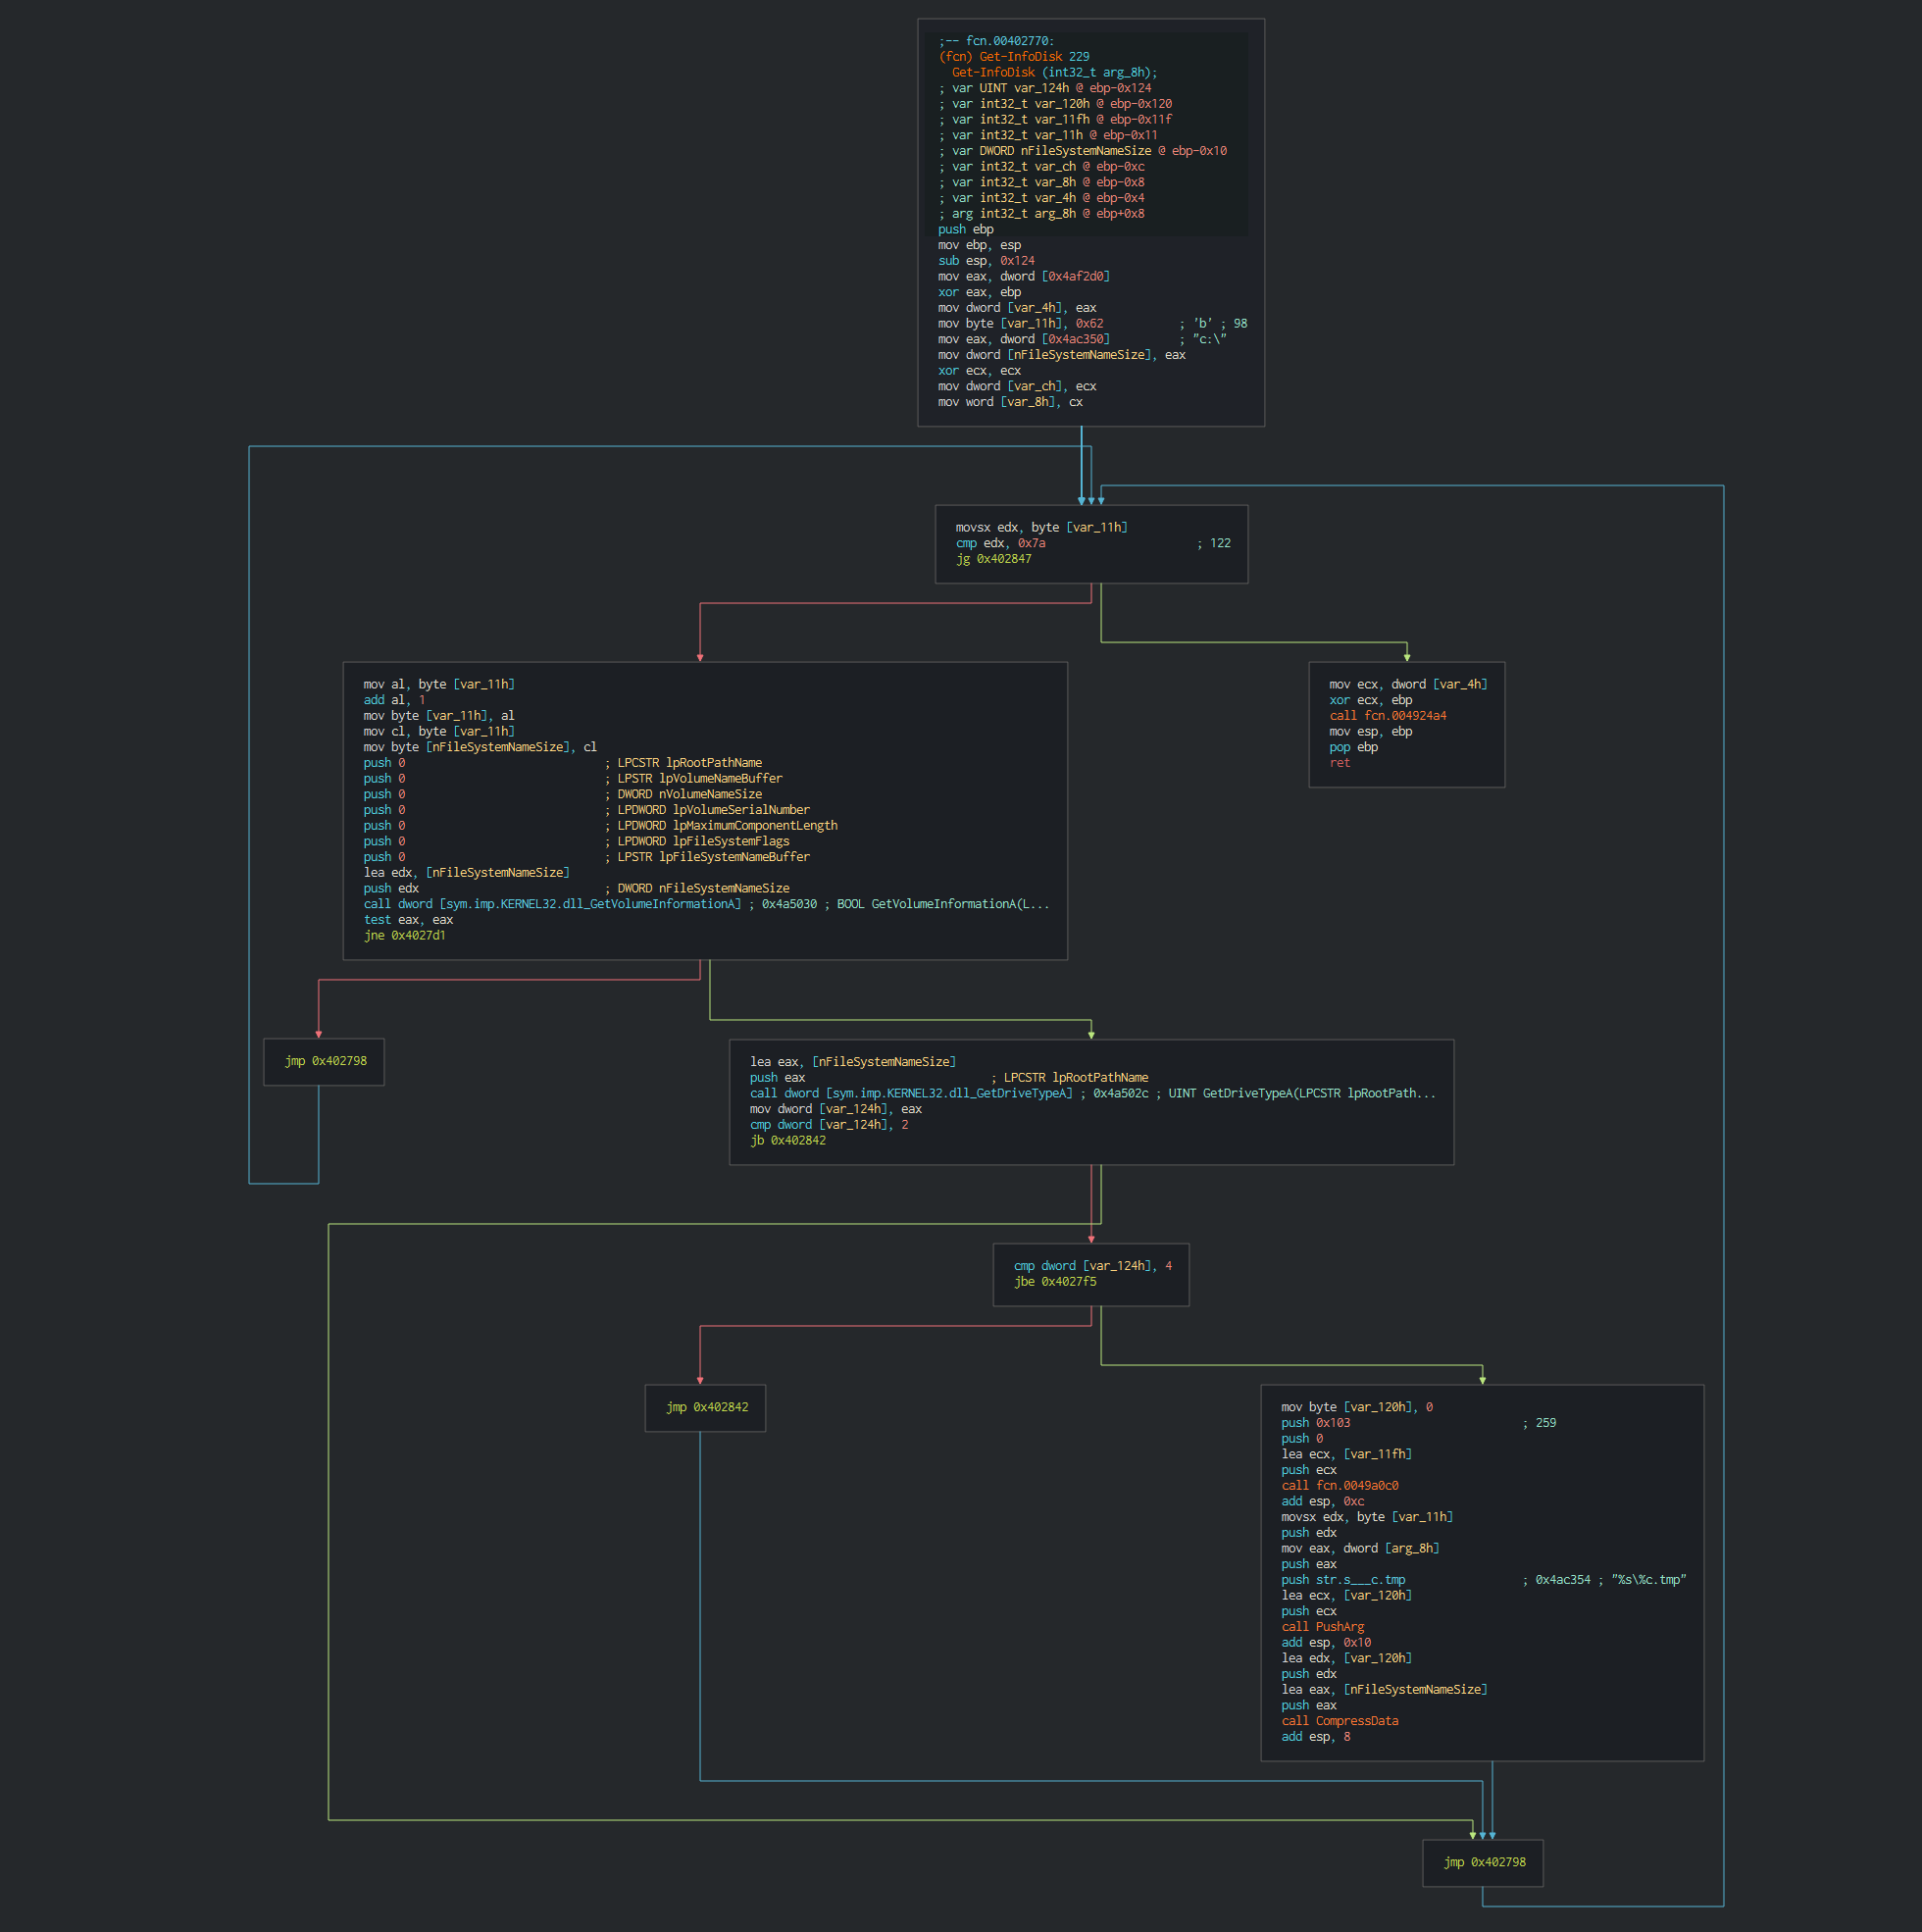 ;-- fcn.00402770:
(fcn) Get-InfoDisk 229
Get-InfoDisk (int32_t arg_8h);
; var UINT var_124h @ ebp-0x124
; var int32_t var_120h @ ebp-0x120
; var int32_t var_11fh @ ebp-0x11f
; var int32_t var_11h @ ebp-0x11
; var DWORD nFileSystemNameSize @ ebp-0x10
; var int32_t var_ch @ ebp-0xc
; var int32_t var_8h @ ebp-0x8
; var int32_t var_4h @ ebp-0x4
; arg int32_t arg_8h @ ebp+0x8
push ebp
mov ebp, esp
sub esp, 0x124
mov eax, dword [0x4af2d0]
xor eax, ebp
mov dword [var_4h], eax
mov byte [var_11h], 0x62 ; 'b' ; 98
mov eax, dword [0x4ac350] ; "c:\"
mov dword [nFileSystemNameSize], eax
xor ecx, ecx
mov dword [var_ch], ecx
mov word [var_8h], cx
movsx edx, byte [var_11h]
cmp edx, 0x7a ; 122
jg 0x402847
mov al, byte [var_11h]
add al, 1
mov byte [var_11h], al
mov cl, byte [var_11h]
mov byte [nFileSystemNameSize], cl
push 0 ; LPCSTR lpRootPathName
push 0 ; LPSTR lpVolumeNameBuffer
push 0 ; DWORD nVolumeNameSize
push 0 ; LPDWORD lpVolumeSerialNumber
push 0 ; LPDWORD lpMaximumComponentLength
push 0 ; LPDWORD lpFileSystemFlags
push 0 ; LPSTR lpFileSystemNameBuffer
lea edx, [nFileSystemNameSize]
push edx ; DWORD nFileSystemNameSize
call dword [sym.imp.KERNEL32.dll_GetVolumeInformationA] ; 0x4a5030 ; BOOL GetVolumeInformationA(L...
test eax, eax
jne 0x4027d1
mov ecx, dword [var_4h]
xor ecx, ebp
call fcn.004924a4
mov esp, ebp
pop ebp
ret
jmp 0x402798
lea eax, [nFileSystemNameSize]
push eax ; LPCSTR lpRootPathName
call dword [sym.imp.KERNEL32.dll_GetDriveTypeA] ; 0x4a502c ; UINT GetDriveTypeA(LPCSTR lpRootPath...
mov dword [var_124h], eax
cmp dword [var_124h], 2
jb 0x402842
cmp dword [var_124h], 4
jbe 0x4027f5
jmp 0x402842
mov byte [var_120h], 0
push 0x103 ; 259
push 0
lea ecx, [var_11fh]
push ecx
call fcn.0049a0c0
add esp, 0xc
movsx edx, byte [var_11h]
push edx
mov eax, dword [arg_8h]
push eax
push str.s___c.tmp ; 0x4ac354 ; "%s\%c.tmp"
lea ecx, [var_120h]
push ecx
call PushArg
add esp, 0x10
lea edx, [var_120h]
push edx
lea eax, [nFileSystemNameSize]
push eax
call CompressData
add esp, 8
jmp 0x402798